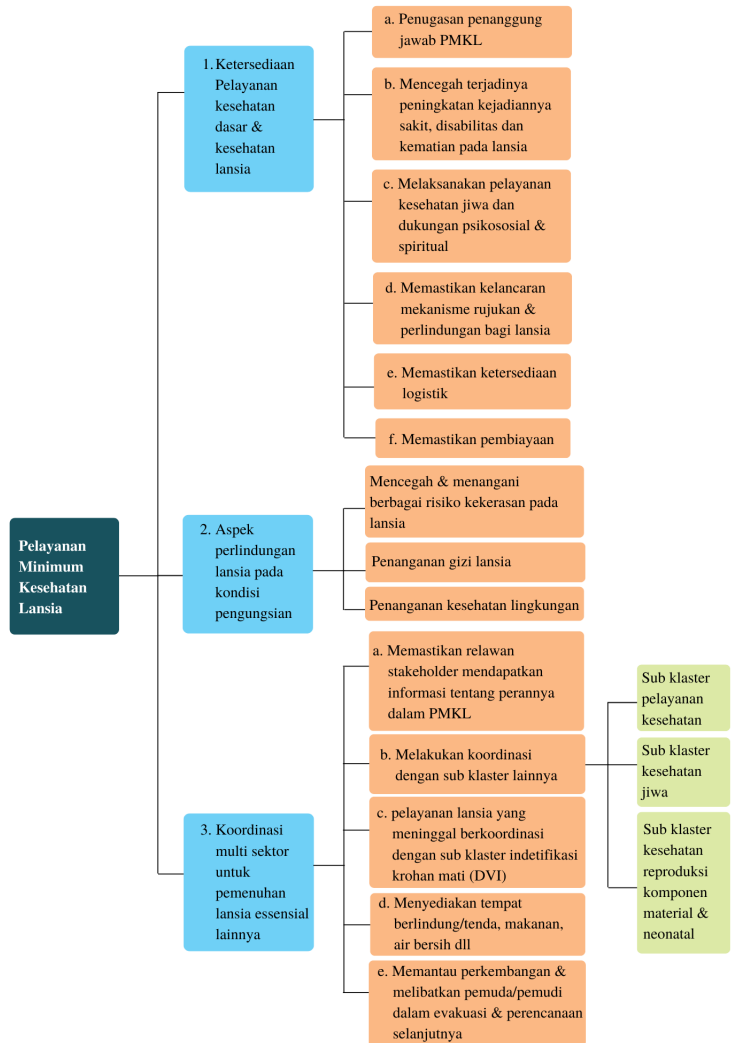 Pelayanan
Minimum
Kesehatan
Lansia
1. Ketersediaan
Pelayanan
kesehatan
dasar &
kesehatan
lansia
a. Penugasan penanggung
jawab PMKL
b. Mencegah terjadinya
peningkatan kejadiannya
sakit, disabilitas dan
kematian pada lansia
c. Melaksanakan pelayanan
kesehatan jiwa dan
dukungan psikososial &
spiritual
d. Memastikan kelancaran
mekanisme rujukan &
perlindungan bagi lansia
e. Memastikan ketersediaan
logistik
f. Memastikan pembiayaan
2. Aspek
perlindungan
lansia pada
kondisi
pengungsian
Mencegah & menangani
berbagai risiko kekerasan pada
lansia
Penanganan gizi lansia
Penanganan kesehatan lingkungan
3. Koordinasi
multi sektor
untuk
pemenuhan
lansia essensial
lainnya
a. Memastikan relawan
stakeholder mendapatkan
informasi tentang perannya
dalam PMKL
b. Melakukan koordinasi
dengan sub klaster lainnya
Sub klaster
pelayanan
kesehatan
Sub klaster
kesehatan
jiwa
Sub klaster
kesehatan
reproduksi
komponen
material &
neonatal
c. pelayanan lansia yang
meninggal berkoordinasi
dengan sub klaster indetifikasi
krohan mati (DVI)
d. Menyediakan tempat
berlindung/tenda, makanan,
air bersih dll
e. Memantau perkembangan &
melibatkan pemuda/pemudi
dalam evakuasi & perencanaan
selanjutnya